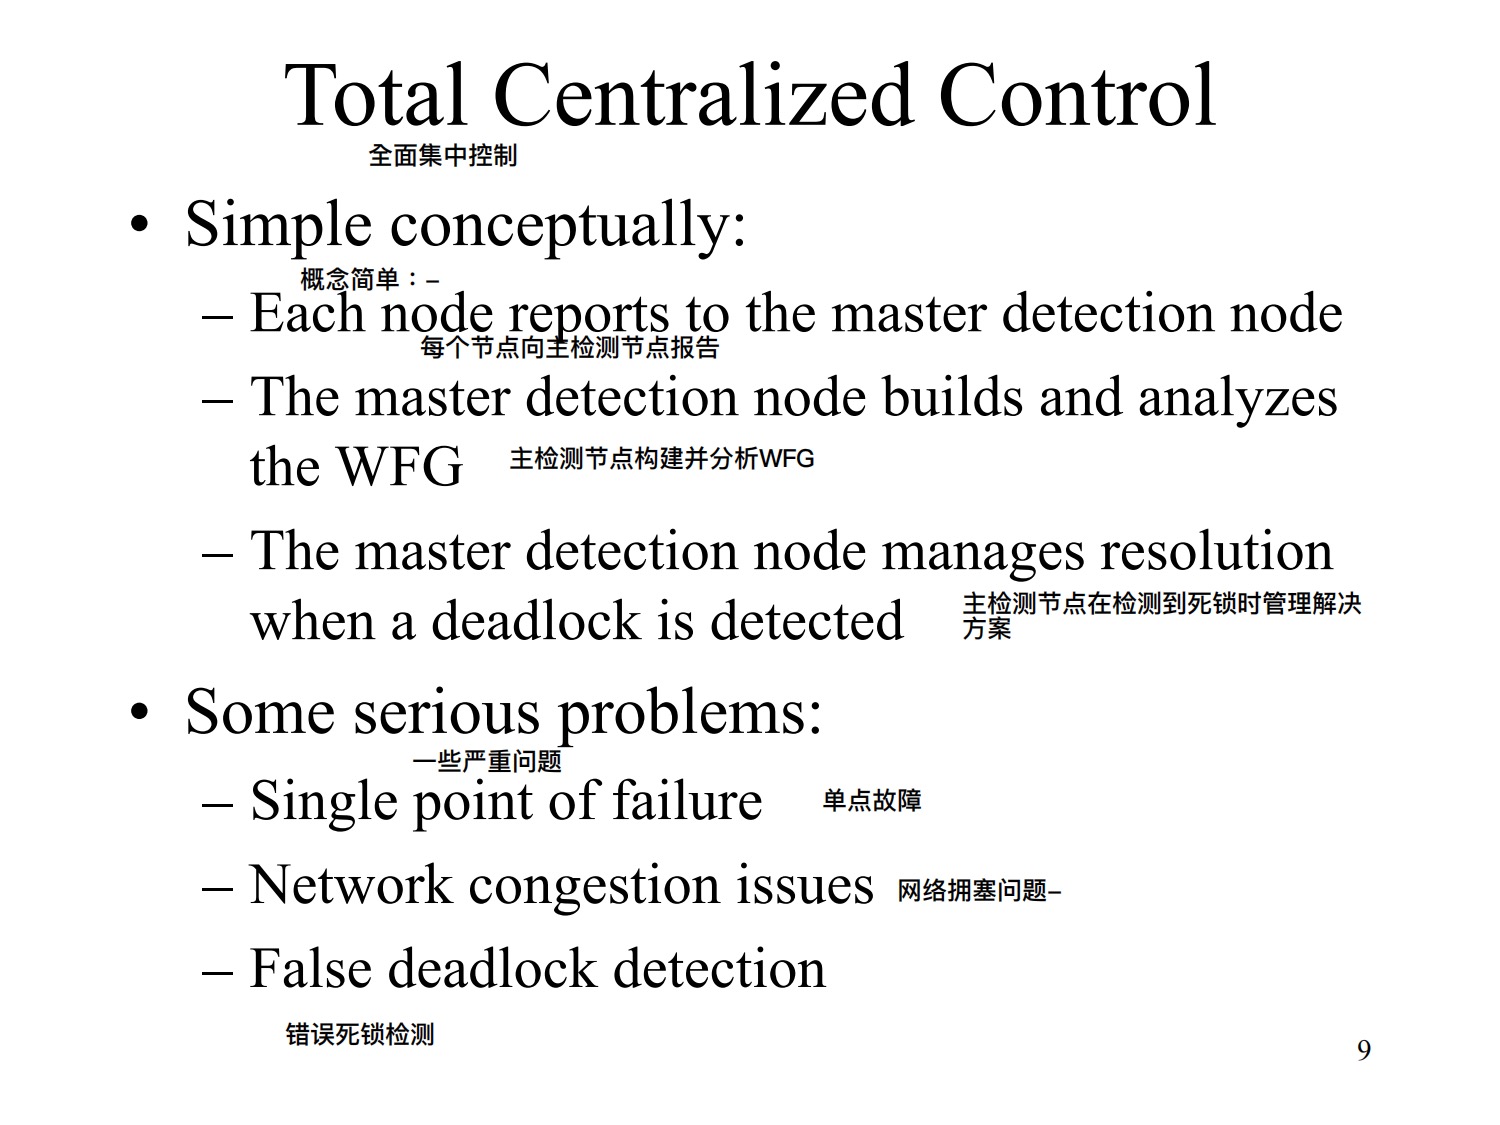 Total Centralized Control
全面集中控制
• Simple conceptually:
概念简单：–
– Each node reports to the master detection node
每个节点向主检测节点报告
– The master detection node builds and analyzes
the WFG 主检测节点构建并分析WFG
– The master detection node manages resolution
when a deadlock is detected
主检测节点在检测到死锁时管理解决
方案
• Some serious problems:
一些严重问题
– Single point of failure 单点故障
– Network congestion issues 网络拥塞问题–
– False deadlock detection
错误死锁检测
9